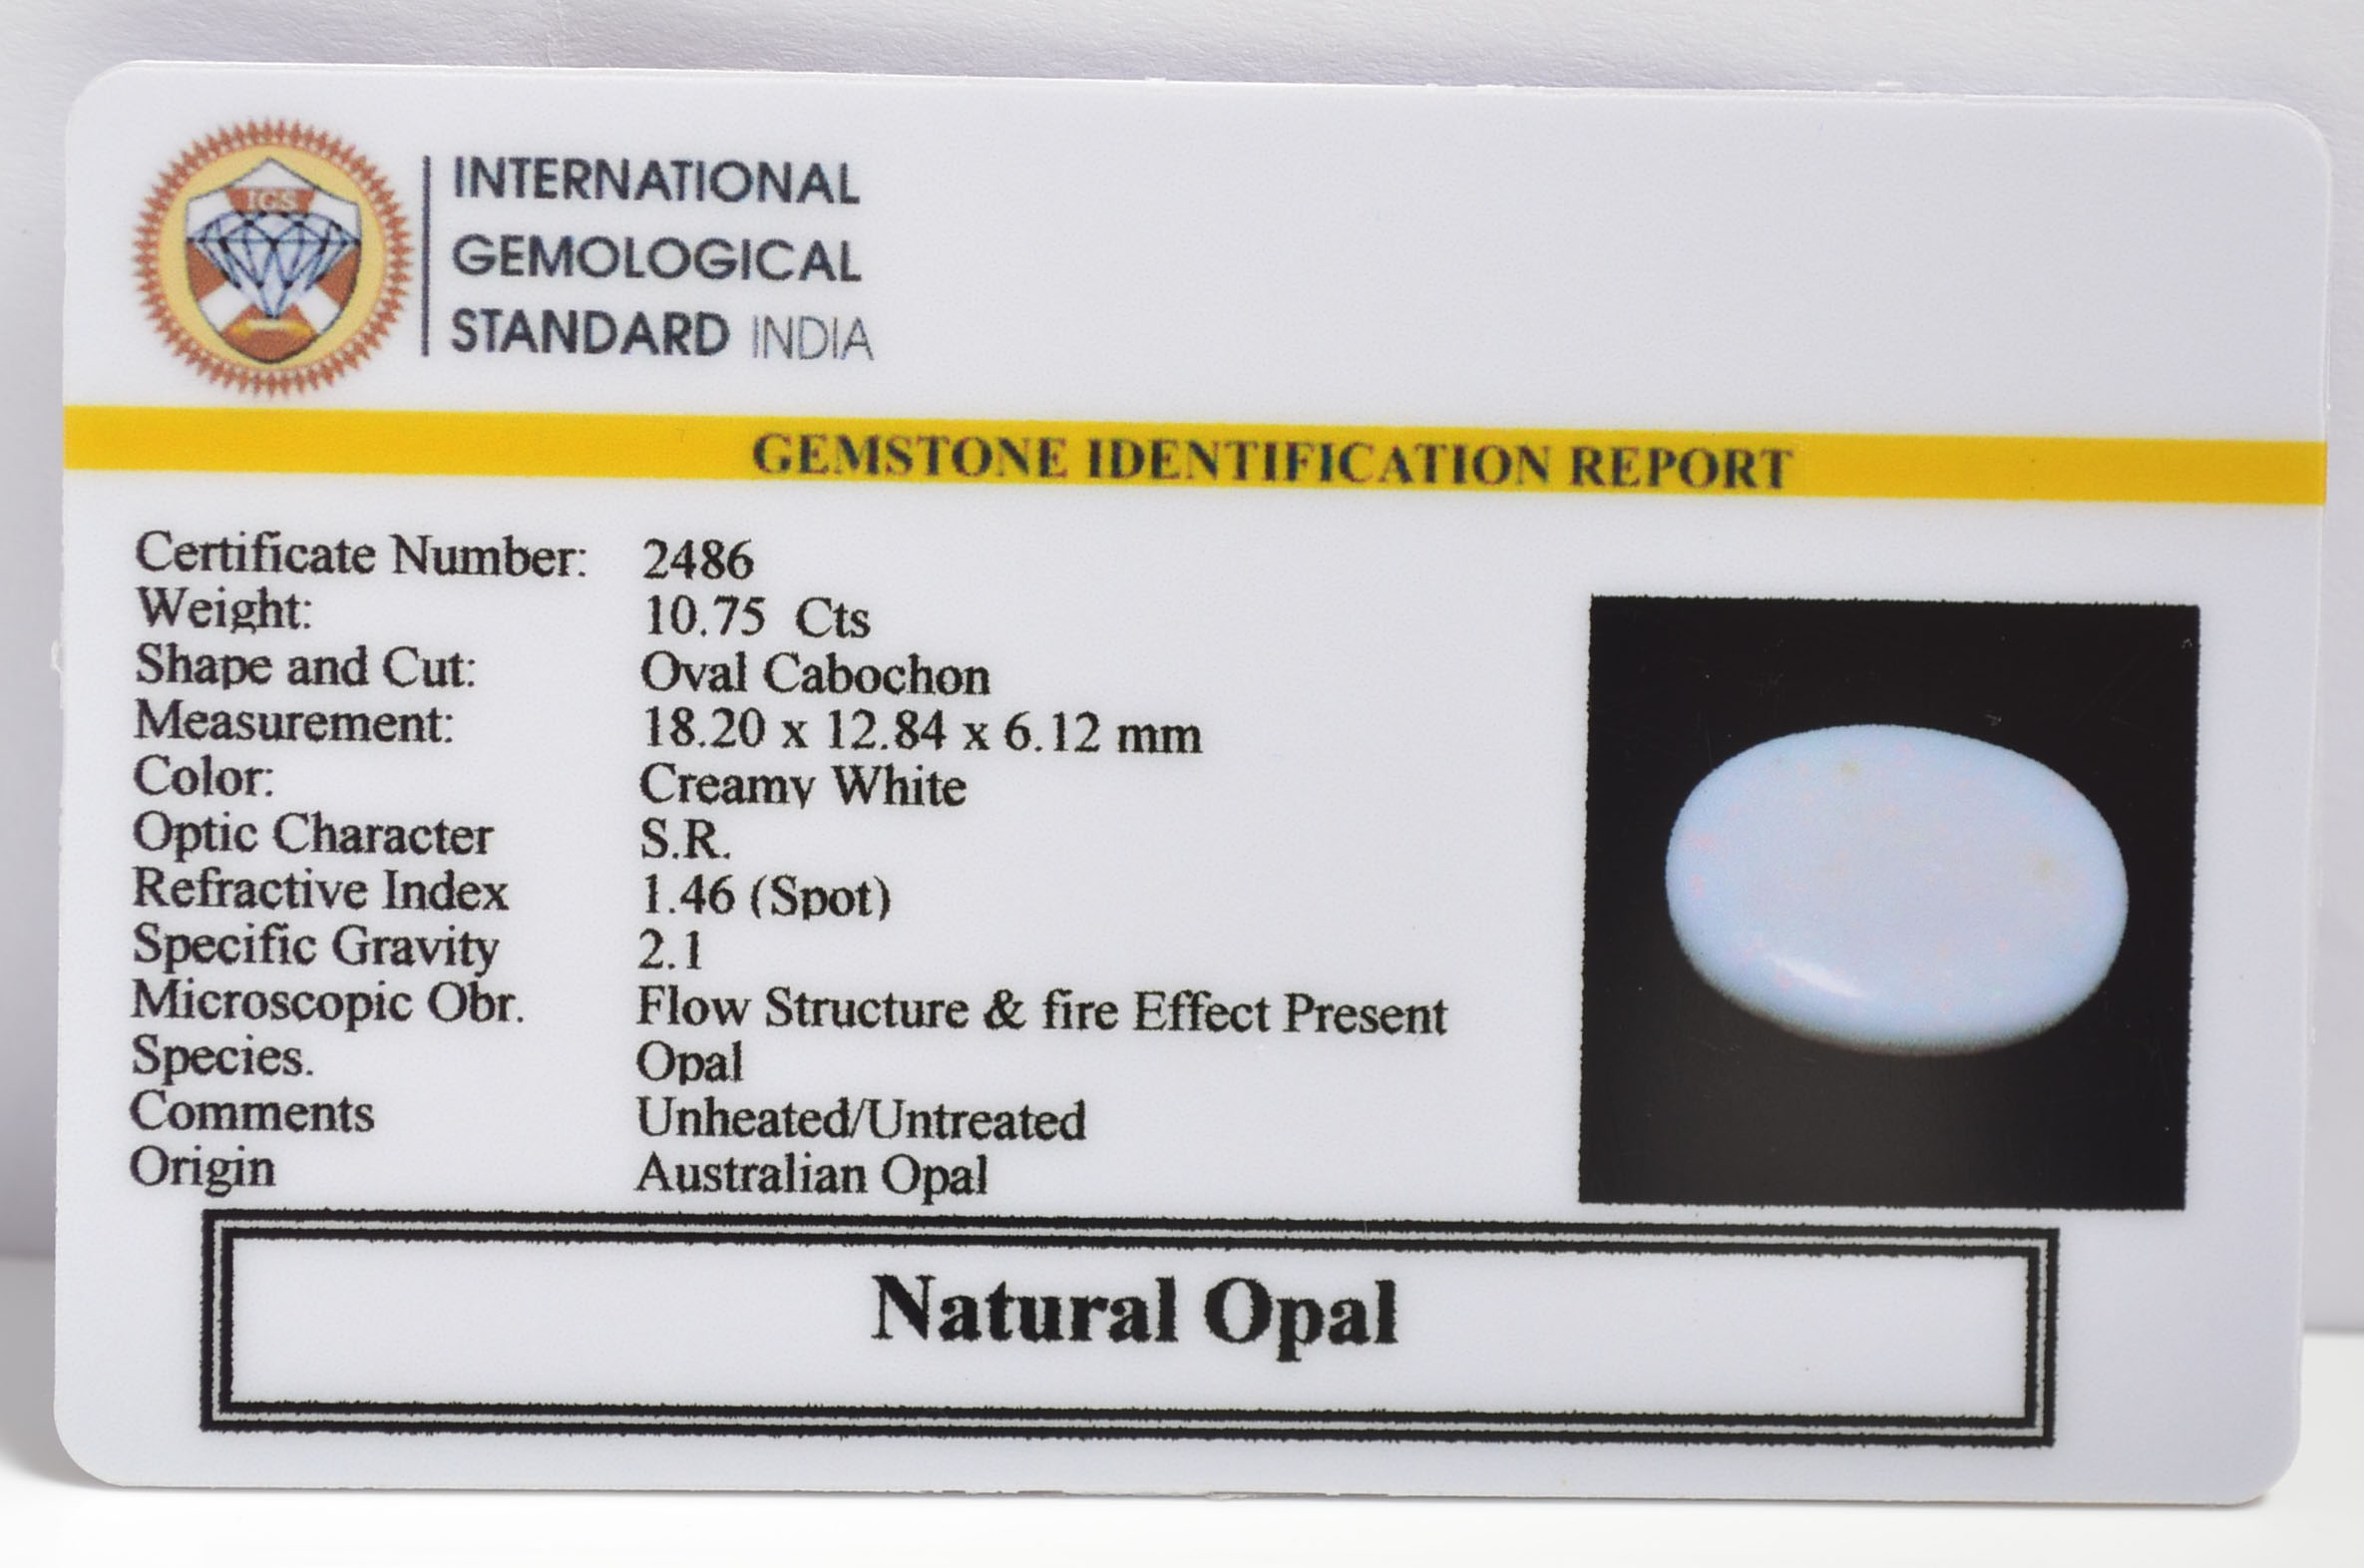 IGS
INTERNATIONAL
GEMOLOGICAL
STANDARD INDIA
GEMSTONE IDENTIFICATION REPORT
Certificate Number: 2486
Weight: 10.75 Cts
Shape and Cut: Oval Cabochon
Measurement: 18.20 x 12.84 x 6.12 mm
Color: Creamy White
Optic Character S.R.
Refractive Index 1.46 (Spot)
Specific Gravity 2.1
Microscopic Obr. Flow Structure & fire Effect Present
Species. Opal
Comments Unheated/Untreated
Origin Australian Opal
Natural Opal